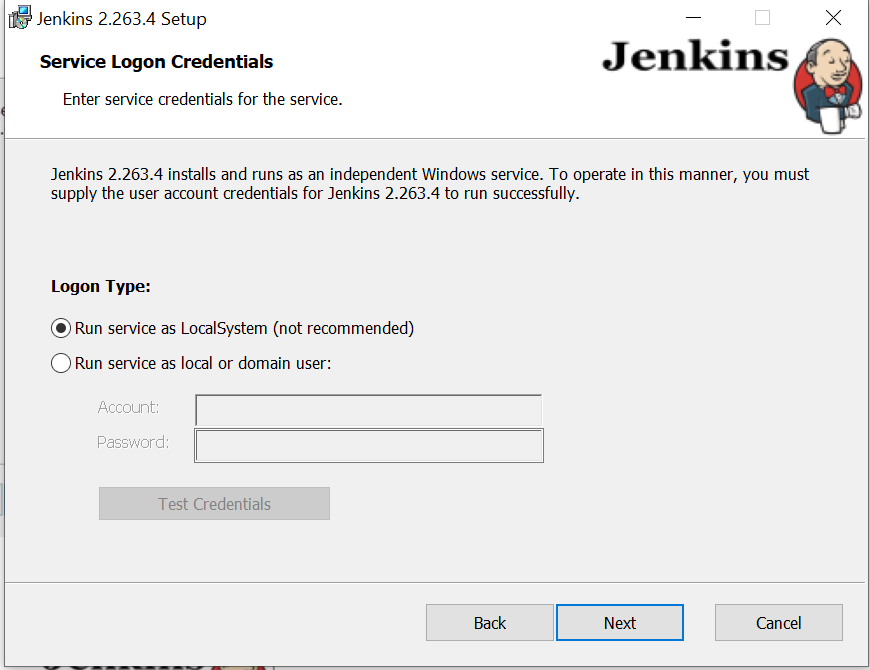 Jenkins 2.263.4 Setup
Service Logon Credentials
Jenkins
Enter service credentials for the service.
Jenkins 2.263.4 installs and runs as an independent Windows service. To operate in this manner, you must
supply the user account credentials for Jenkins 2.263.4 to run successfully.
Logon Type:
Run service as LocalSystem (not recommended)
Run service as local or domain user:
Account:
Password:
Test Credentials
Back
Next
Cancel